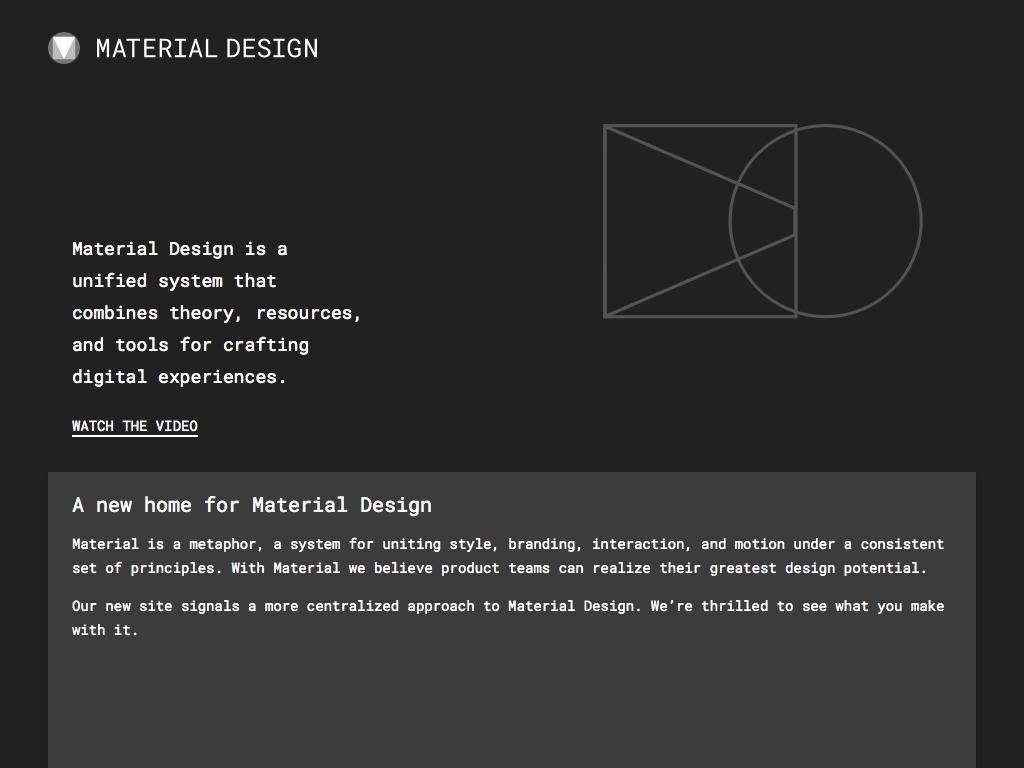 MATERIAL DESIGN
Material Design is a
unified system that
combines theory, resources,
and tools for crafting
digital experiences.
WATCH THE VIDEO
A new home for Material Design
Material is a metaphor, a system for uniting style, branding, interaction, and motion under a consistent
set of principles. With Material we believe product teams can realize their greatest design potential.
Our new site signals a more centralized approach to Material Design. We’re thrilled to see what you make
with it.